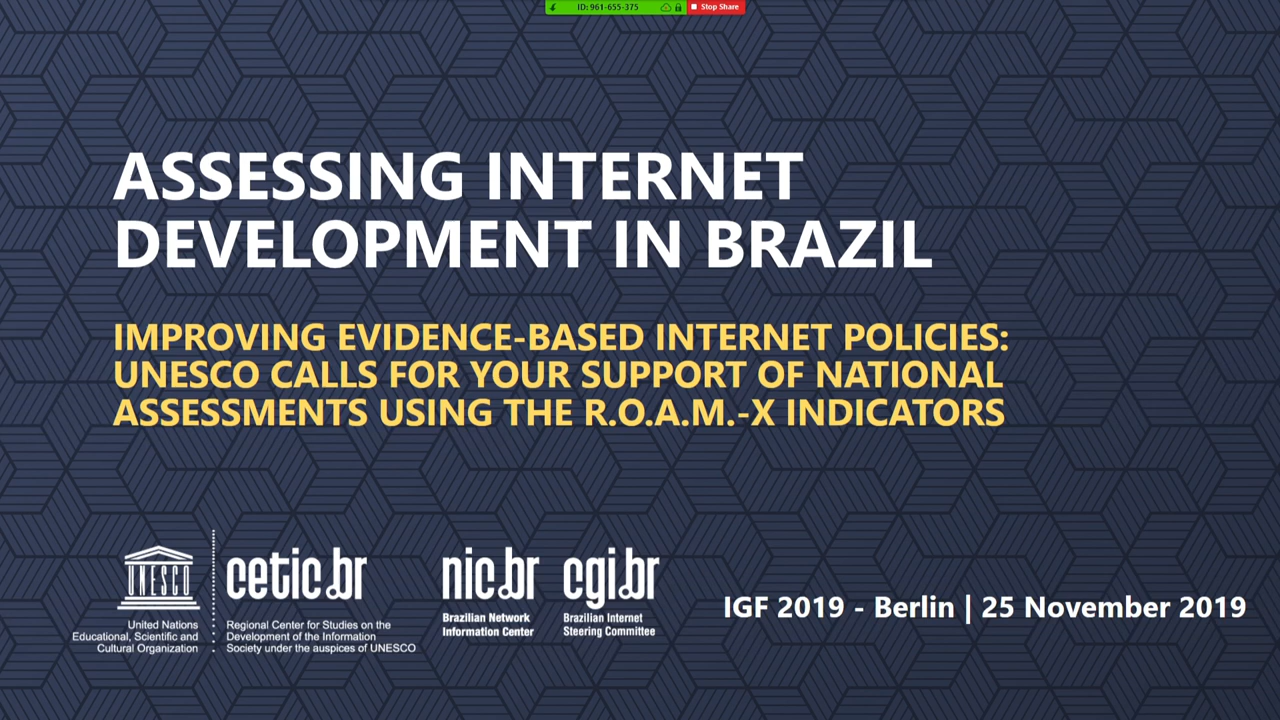 ID: 961-655-375
Stop Share
ASSESSING INTERNET
DEVELOPMENT IN BRAZIL
IMPROVING EVIDENCE-BASED INTERNET POLICIES:
UNESCO CALLS FOR YOUR SUPPORT OF NATIONAL
ASSESSMENTS USING THE R.O.A.M.-X INDICATORS
UNESCO
United Nations
Educational, Scientific and
Cultural Organization
cetic.br
Regional Center for Studies on the
Development of the Information
Society under the auspices of UNESCO
nic.br
Brazilian Network
Information Center
cgi.br
Brazilian Internet
Steering Committee
IGF 2019 - Berlin | 25 November 2019